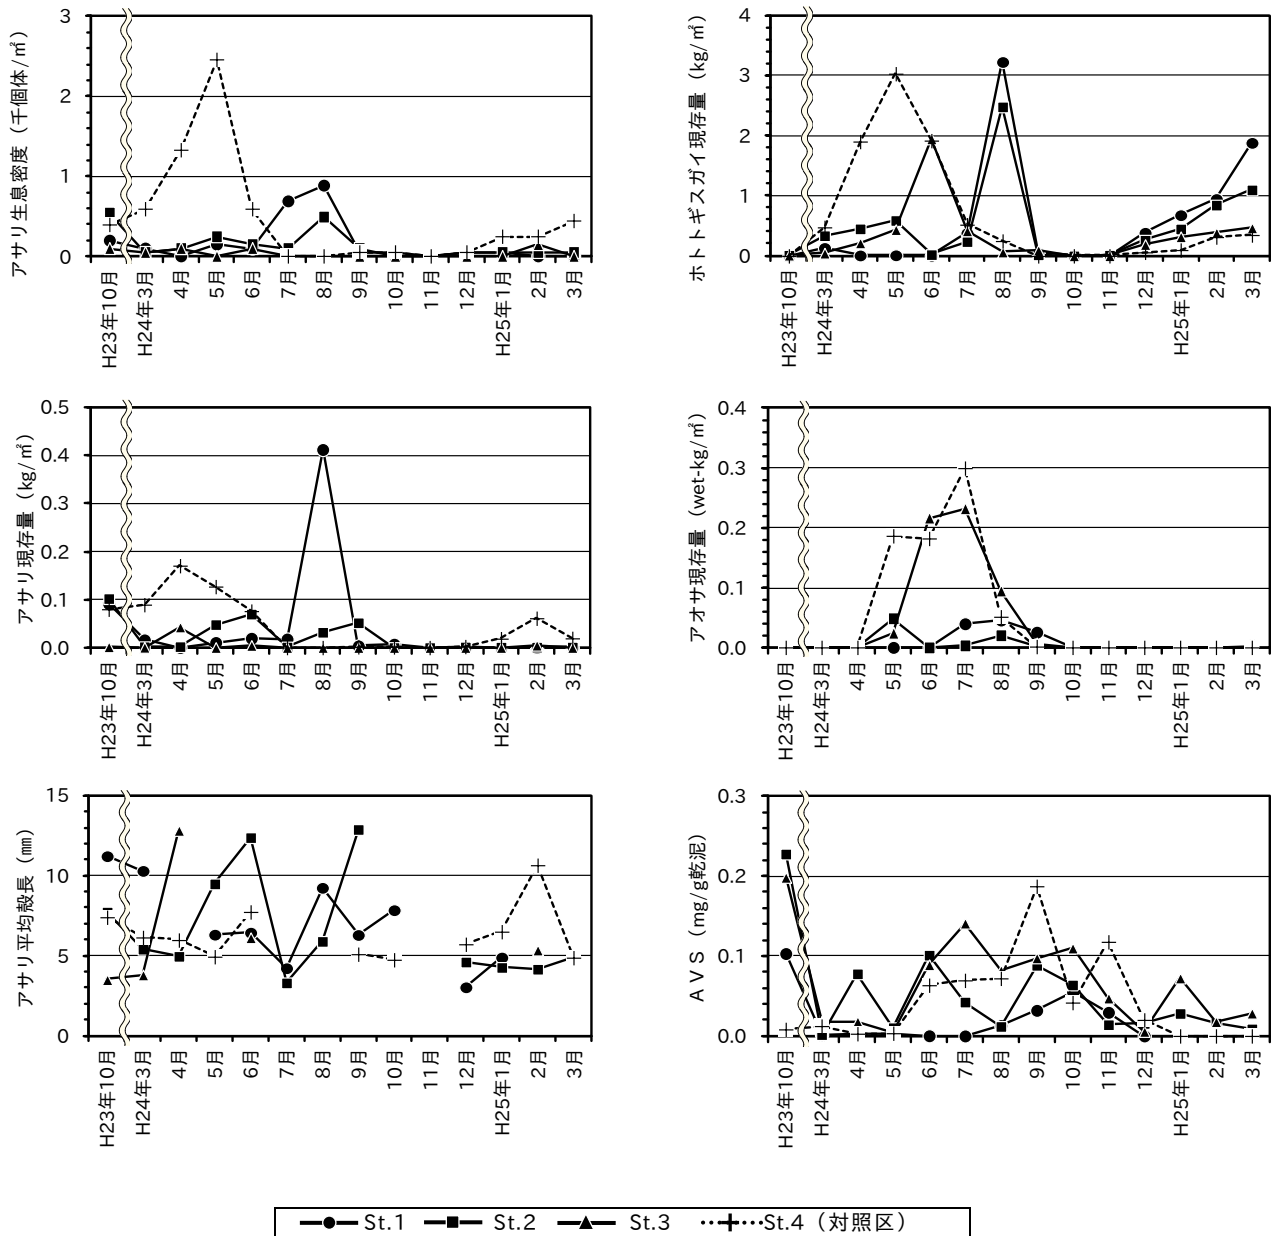 アサリ生息密度（千個体/㎡）
3
2
1
0
H23年10月
H24年3月
4月
5月
6月
7月
8月
9月
10月
11月
12月
H25年1月
2月
3月
ホトトギスガイ現存量（kg/㎡）
4
3
2
1
0
H23年10月
H24年3月
4月
5月
6月
7月
8月
9月
10月
11月
12月
H25年1月
2月
3月
アサリ現存量（kg/㎡）
0.5
0.4
0.3
0.2
0.1
0.0
H23年10月
H24年3月
4月
5月
6月
7月
8月
9月
10月
11月
12月
H25年1月
2月
3月
アオサ現存量（wet-kg/㎡）
0.4
0.3
0.2
0.1
0.0
H23年10月
H24年3月
4月
5月
6月
7月
8月
9月
10月
11月
12月
H25年1月
2月
3月
アサリ平均殻長（㎜）
15
10
5
0
H23年10月
H24年3月
4月
5月
6月
7月
8月
9月
10月
11月
12月
H25年1月
2月
3月
ＡＶＳ（mg/g乾泥）
0.3
0.2
0.1
0.0
H23年10月
H24年3月
4月
5月
6月
7月
8月
9月
10月
11月
12月
H25年1月
2月
3月
St.1 St.2 St.3 St.4（対照区）